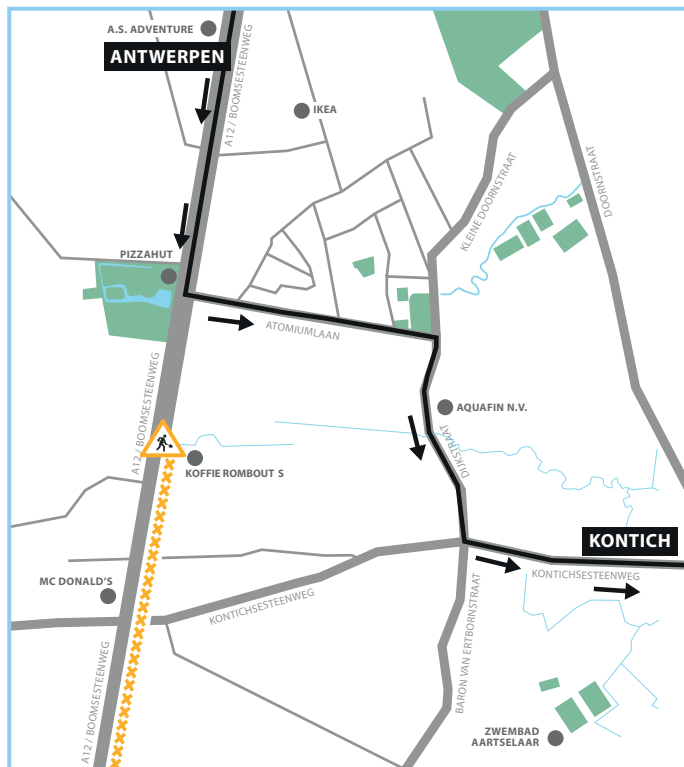 A.S. ADVENTURE
ANTWERPEN
A12 / BOOMSESTEENWEG
IKEA
KLEINE DOORNSTRAAT
DOORNSTRAAT
PIZZAHUT
ATOMIUMLAAN
A12 / BOOMSESTEENWEG
AQUAFIN N.V.
DIJKSTRAAT
KOFFIE ROMBOUT S
KONTICH
MC DONALD'S
KONTICHSESTEENWEG
KONTICHSESTEENWEG
BARON VAN ERTBORNSTRAAT
A12 / BOOMSESTEENWEG
ZWEMBAD
AARTSELAAR